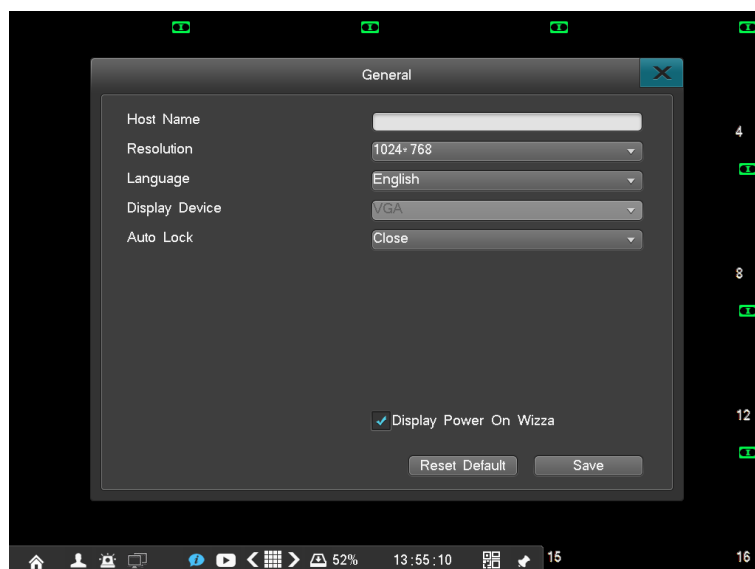 General
Host Name
Resolution 1024*768
Language English
Display Device VGA
Auto Lock Close
4
8
Display Power On Wizza
12
Reset Default Save
52% 13:55:10 15 16